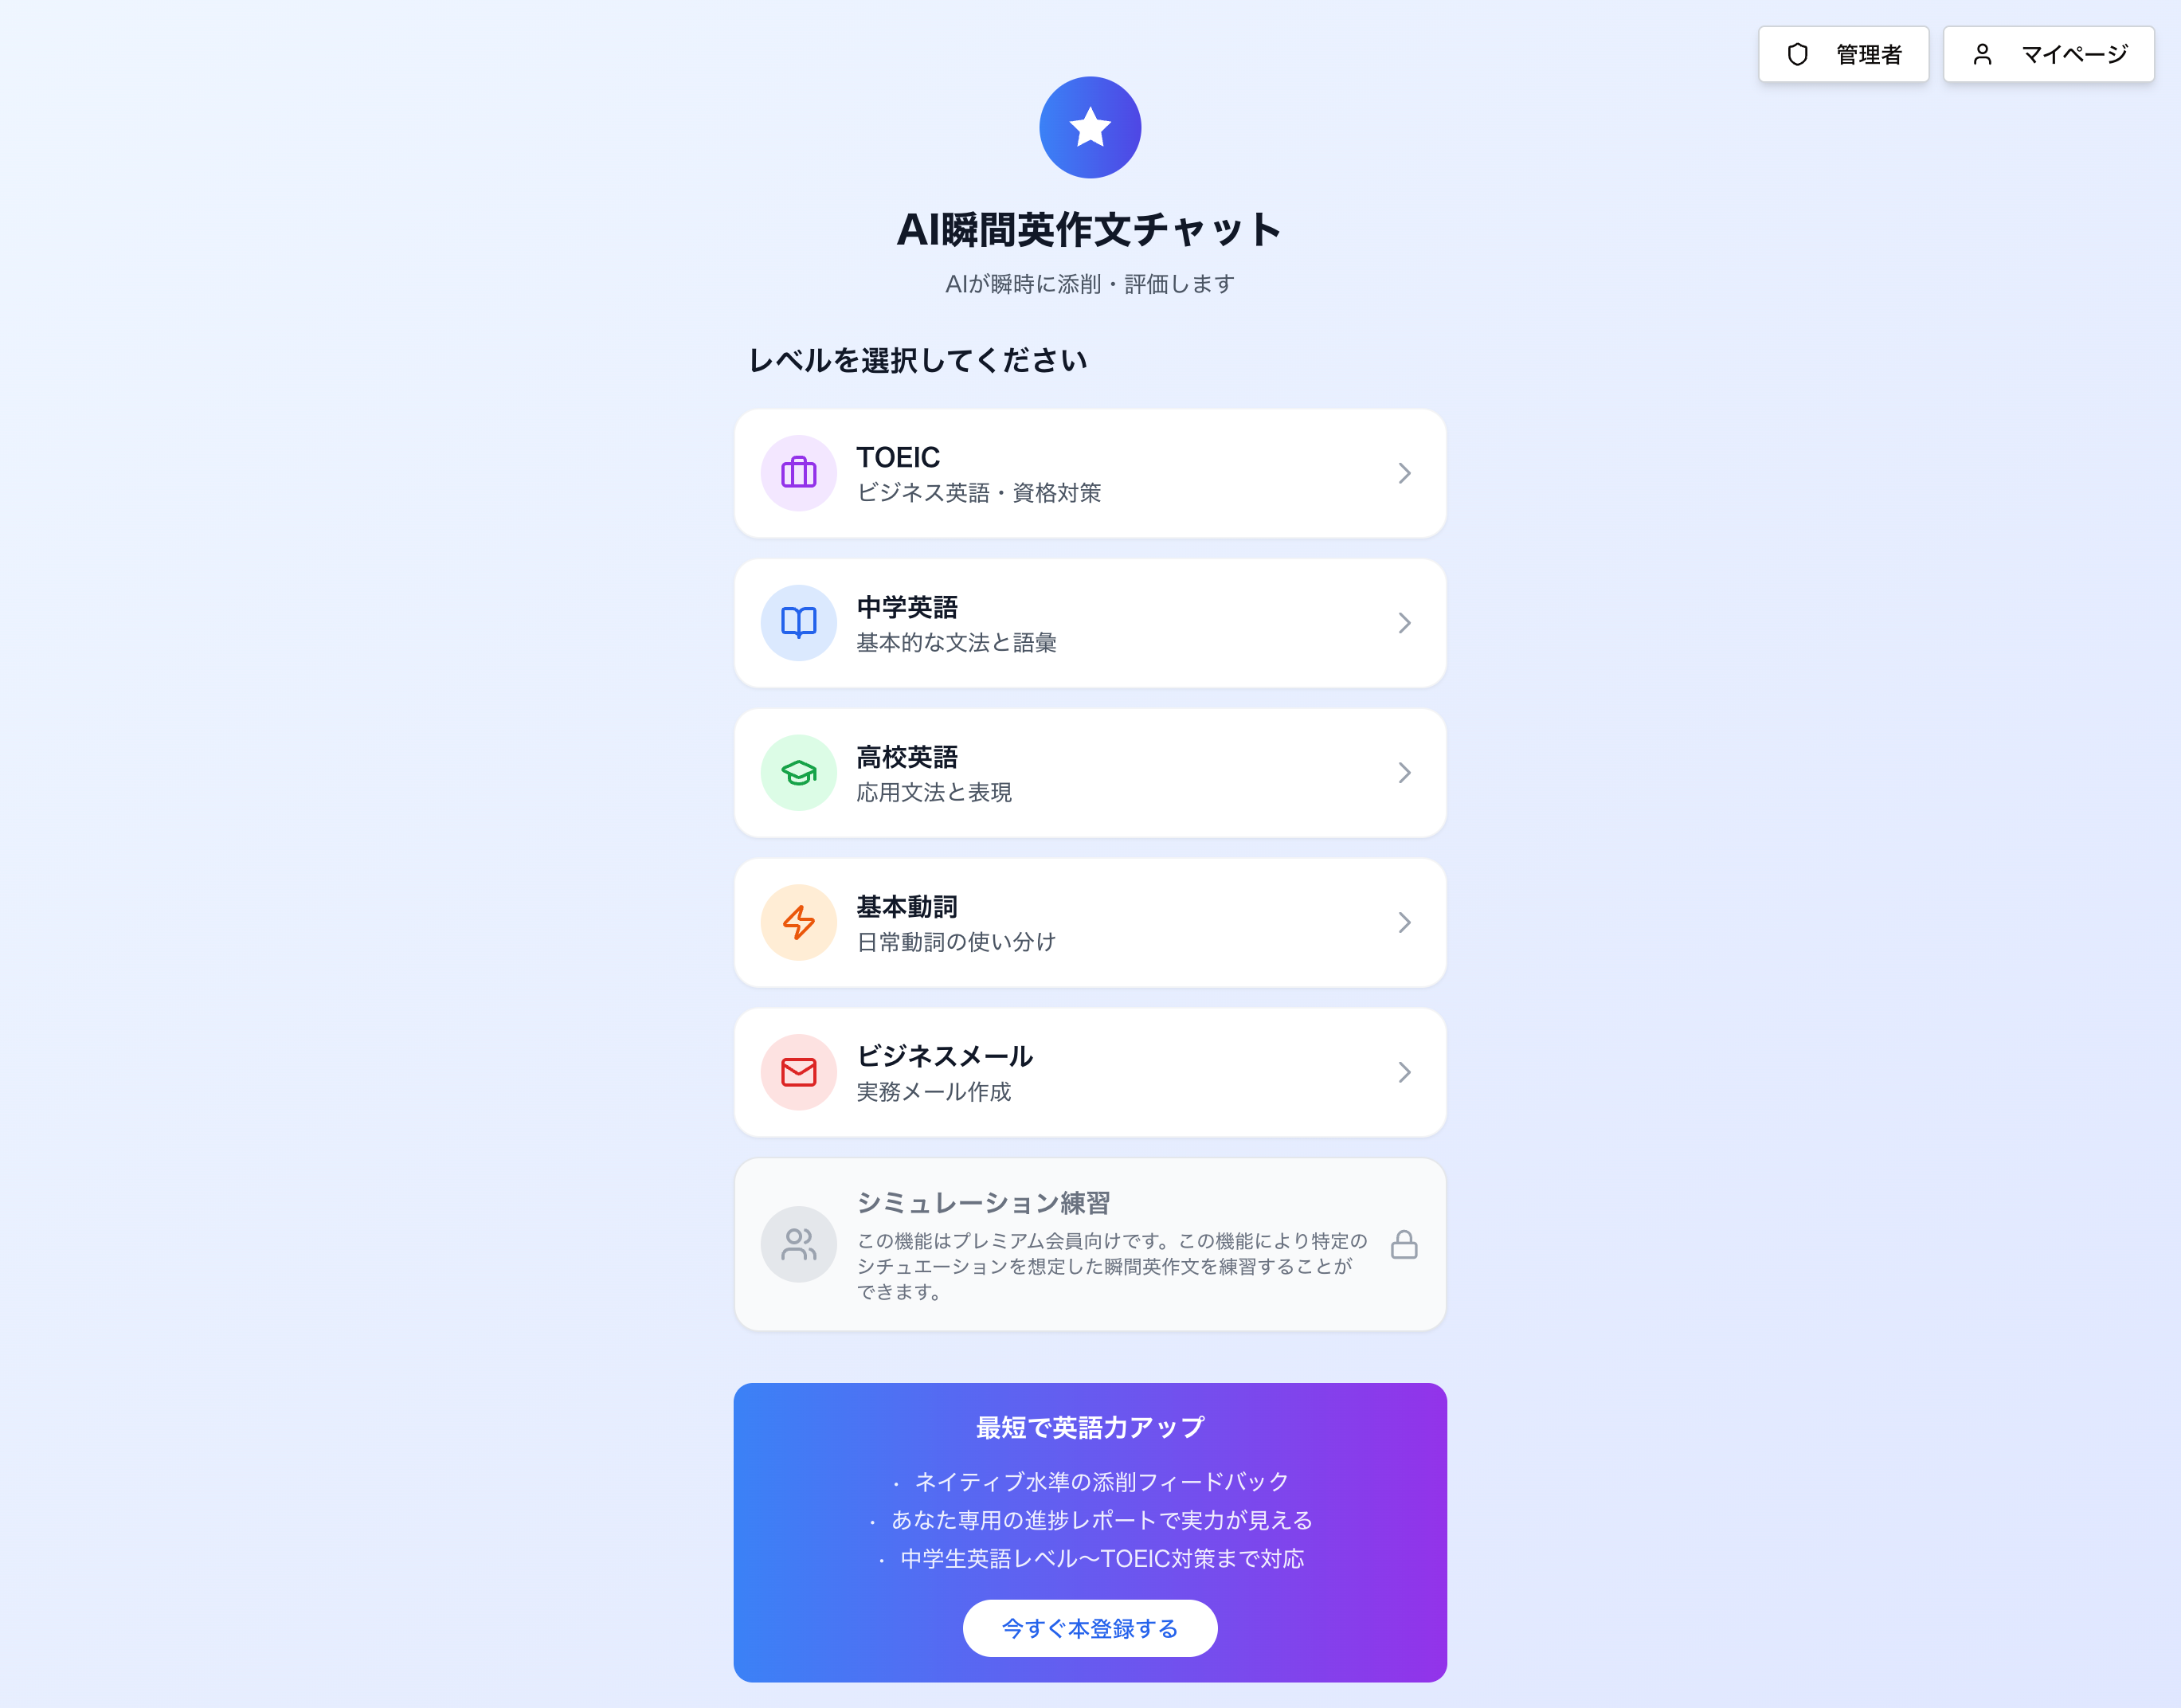 管理者
マイページ
AI瞬間英作文チャット
AIが瞬時に添削・評価します
レベルを選択してください
TOEIC
ビジネス英語・資格対策
中学英語
基本的な文法と語彙
高校英語
応用文法と表現
基本動詞
日常動詞の使い分け
ビジネスメール
実務メール作成
シミュレーション練習
この機能はプレミアム会員向けです。この機能により特定の
シチュエーションを想定した瞬間英作文を練習することが
できます。
最短で英語力アップ
・ ネイティブ水準の添削フィードバック
・ あなた専用の進捗レポートで実力が見える
・ 中学生英語レベル〜TOEIC対策まで対応
今すぐ本登録する